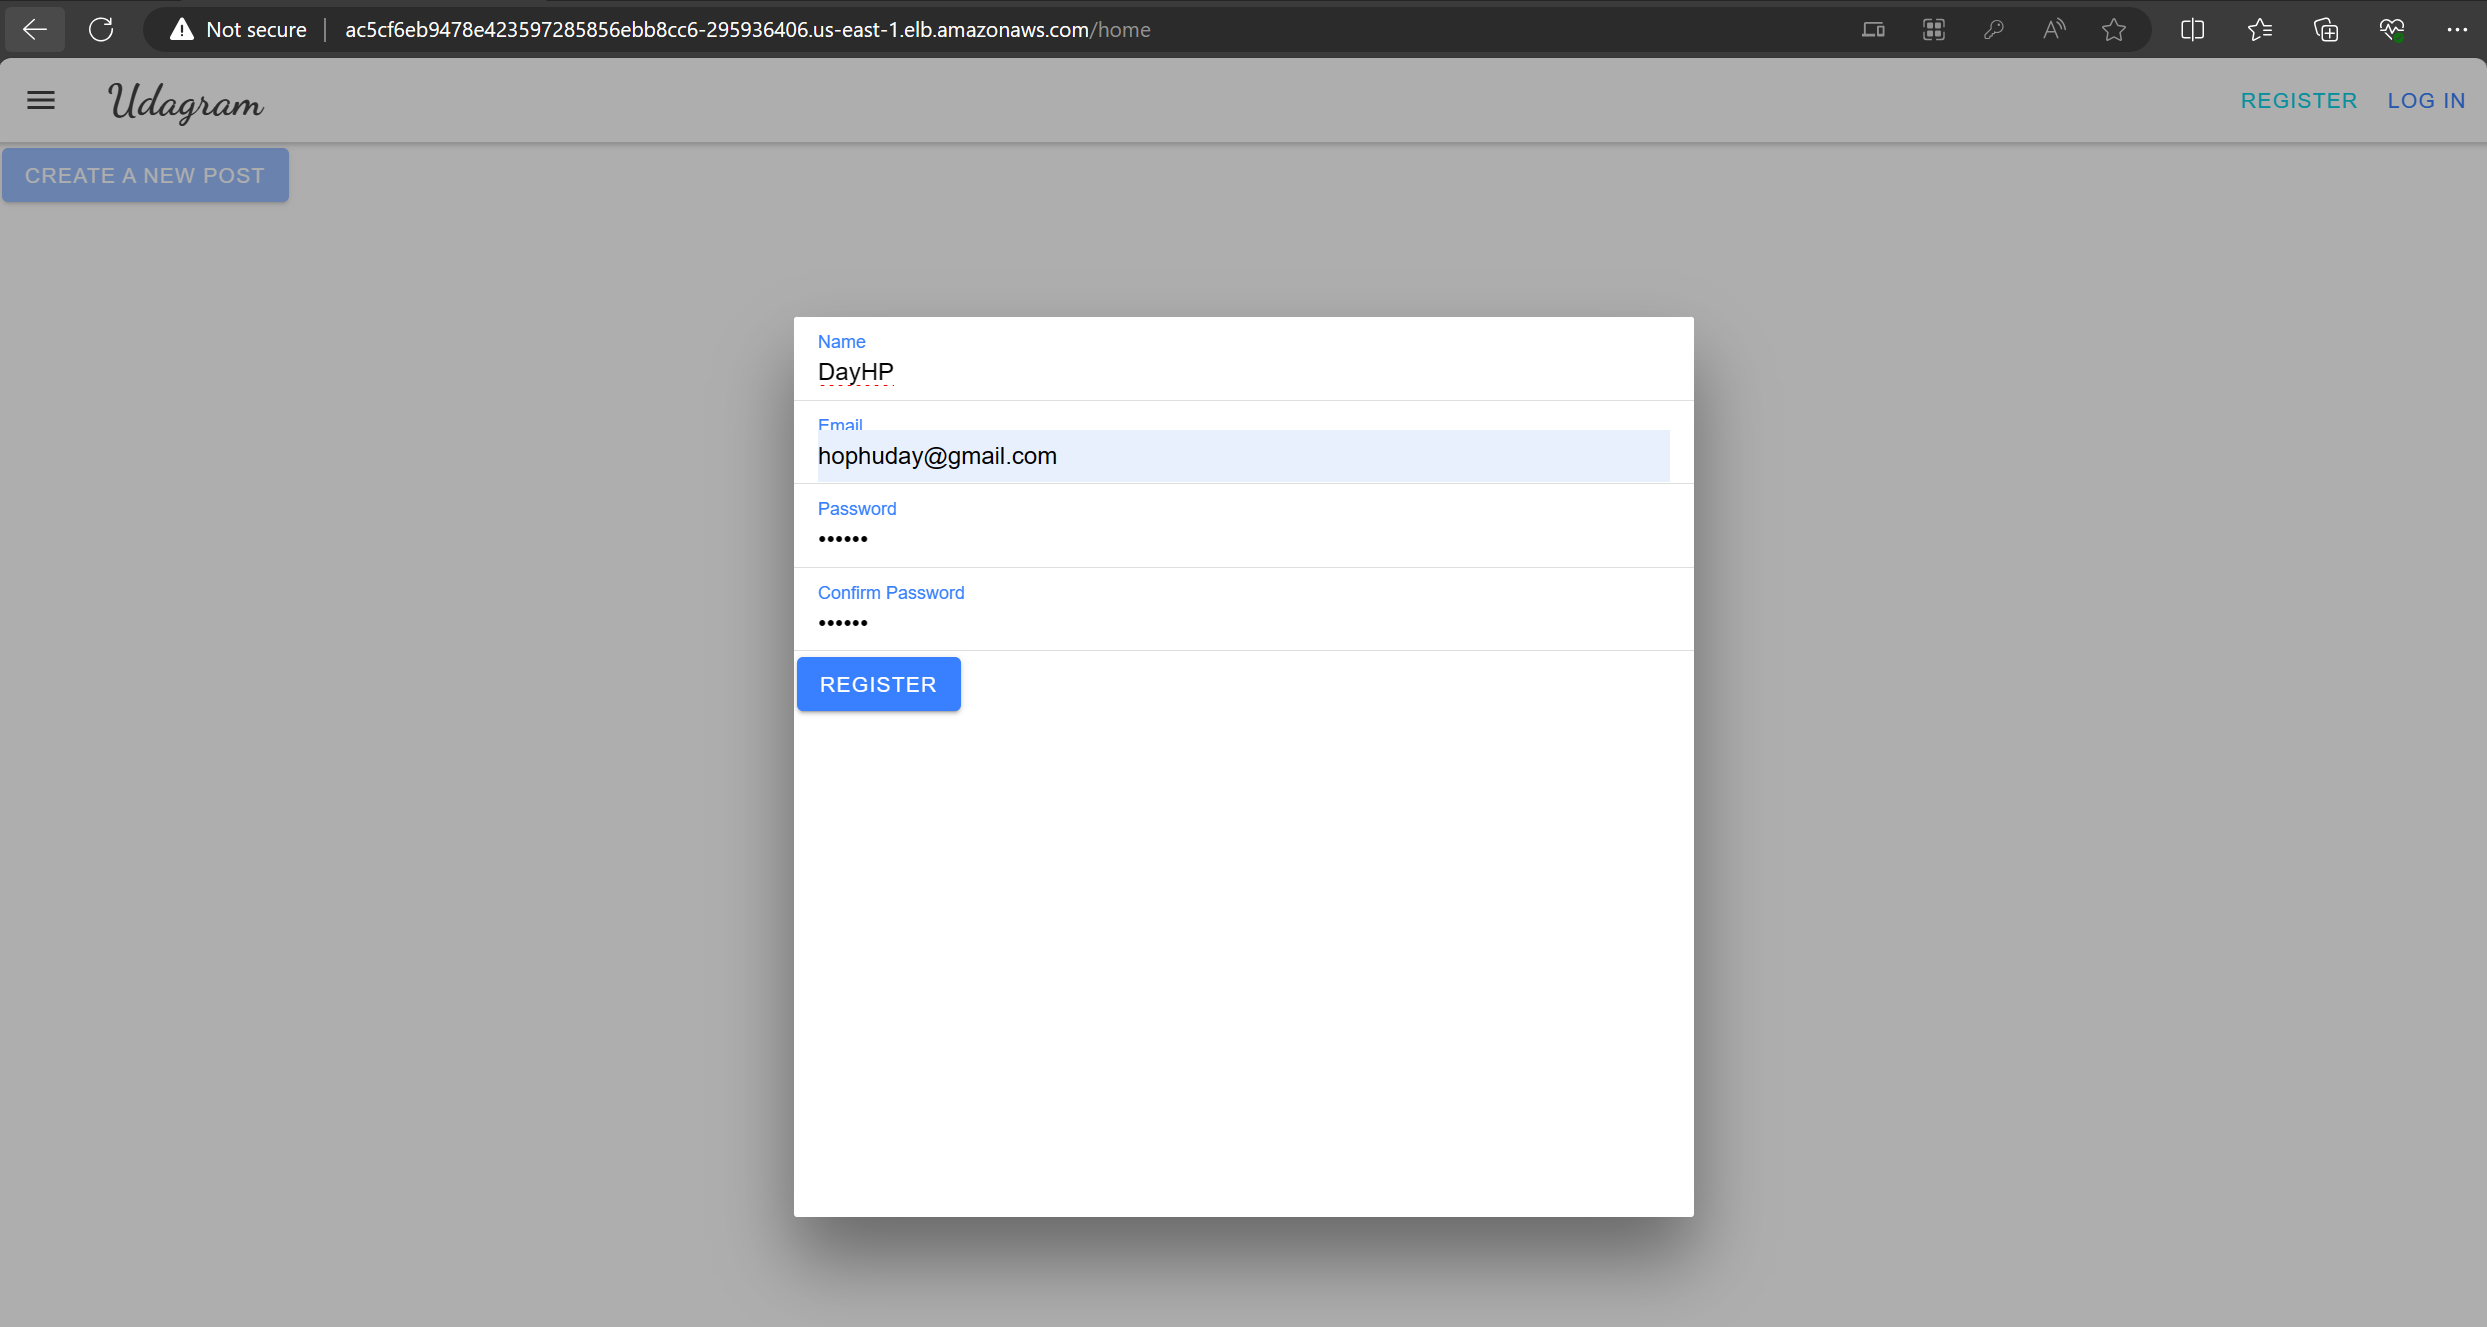 Not secure | ac5cf6eb9478e423597285856ebb8cc6-295936406.us-east-1.elb.amazonaws.com/home
Udagram
REGISTER LOG IN
CREATE A NEW POST
Name
DayHP
Email
hophuday@gmail.com
Password
••••••
Confirm Password
••••••
REGISTER